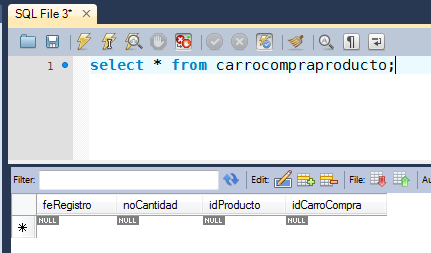 SQL File 3*
1 select * from carrocompraproducto;
Filter: Edit: File: Au
feRegistro noCantidad idProducto idCarroCompra
NULL NULL NULL NULL